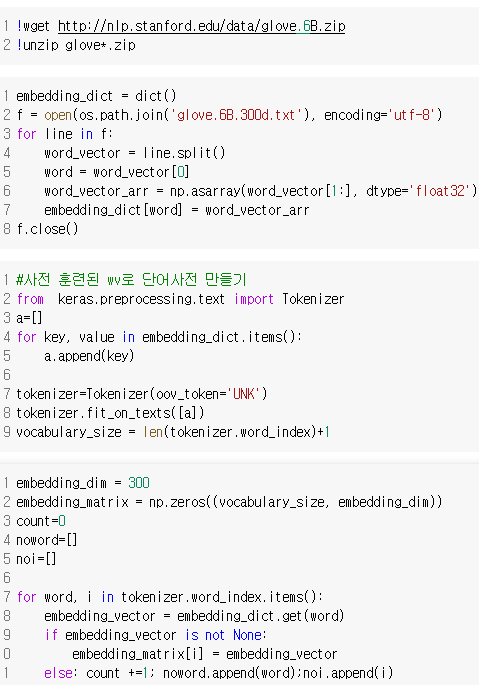 1 !wget http://nlp.stanford.edu/data/glove.6B.zip
2 !unzip glove*.zip
1 embedding_dict = dict()
2 f = open(os.path.join('glove.6B.300d.txt'), encoding='utf-8')
3 for line in f:
4     word_vector = line.split()
5     word = word_vector[0]
6     word_vector_arr = np.asarray(word_vector[1:], dtype='float32')
7     embedding_dict[word] = word_vector_arr
8 f.close()
1 #사전 훈련된 wv로 단어사전 만들기
2 from  keras.preprocessing.text import Tokenizer
3 a=[]
4 for key, value in embedding_dict.items():
5     a.append(key)
6
7 tokenizer=Tokenizer(oov_token='UNK')
8 tokenizer.fit_on_texts([a])
9 vocabulary_size = len(tokenizer.word_index)+1
1 embedding_dim = 300
2 embedding_matrix = np.zeros((vocabulary_size, embedding_dim))
3 count=0
4 noword=[]
5 noi=[]
6
7 for word, i in tokenizer.word_index.items():
8     embedding_vector = embedding_dict.get(word)
9     if embedding_vector is not None:
0         embedding_matrix[i] = embedding_vector
1     else: count +=1; noword.append(word);noi.append(i)